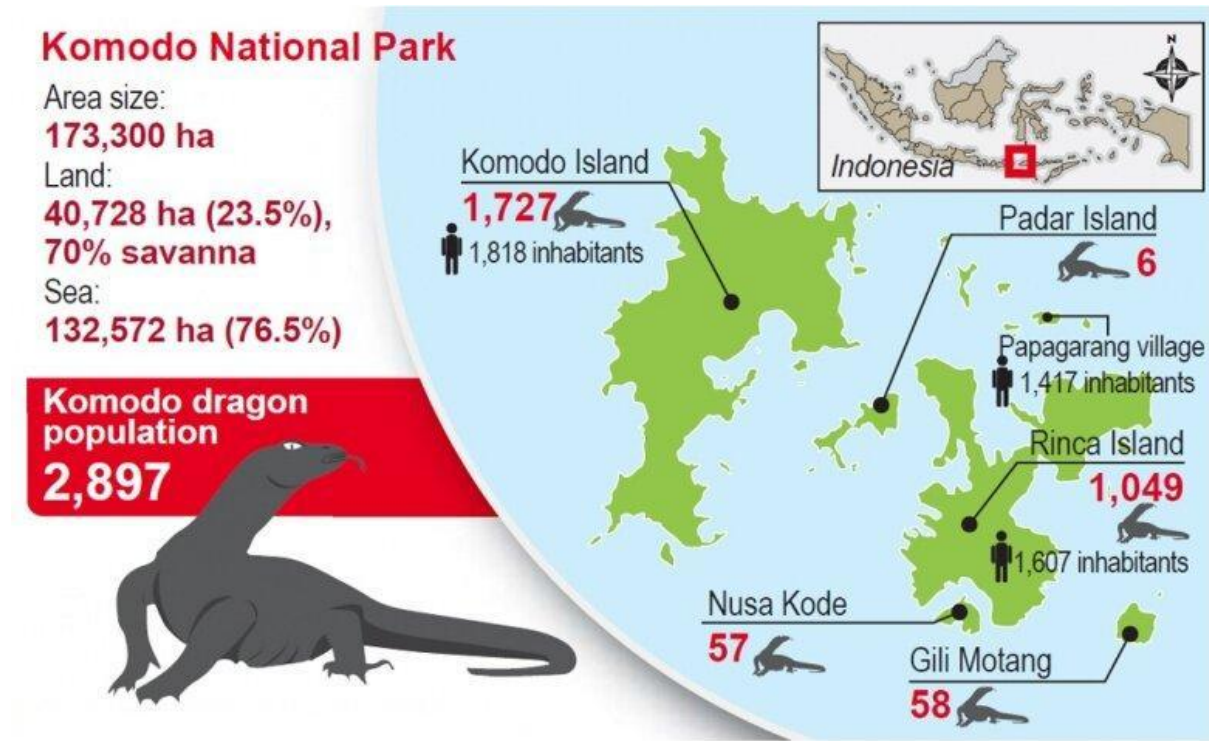 Komodo National Park
Area size:
173,300 ha
Land:
40,728 ha (23.5%),
70% savanna
Sea:
132,572 ha (76.5%)
Komodo dragon
population
2,897
Komodo Island
1,727
1,818 inhabitants
N
Indonesia
Padar Island
6
Papagarang village
1,417 inhabitants
Rinca Island
1,049
1,607 inhabitants
Nusa Kode
57
Gili Motang
58